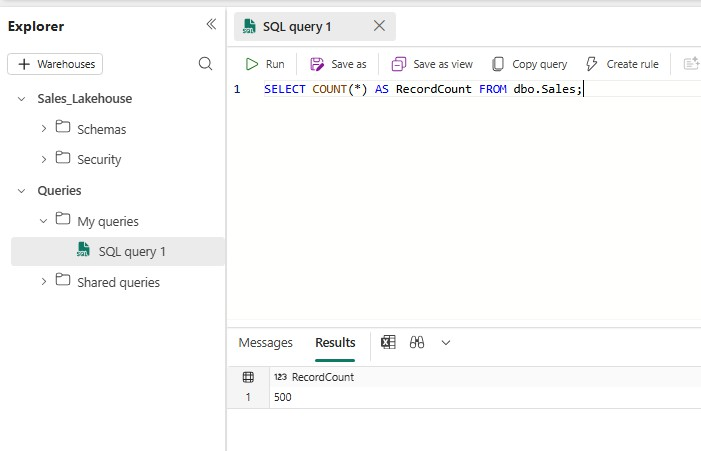 Explorer
Warehouses
Sales_Lakehouse
Schemas
Security
Queries
My queries
SQL query 1
Shared queries
SQL query 1
Run Save as Save as view Copy query Create rule
1 SELECT COUNT(*) AS RecordCount FROM dbo.Sales;
Messages Results
123 RecordCount
1 500